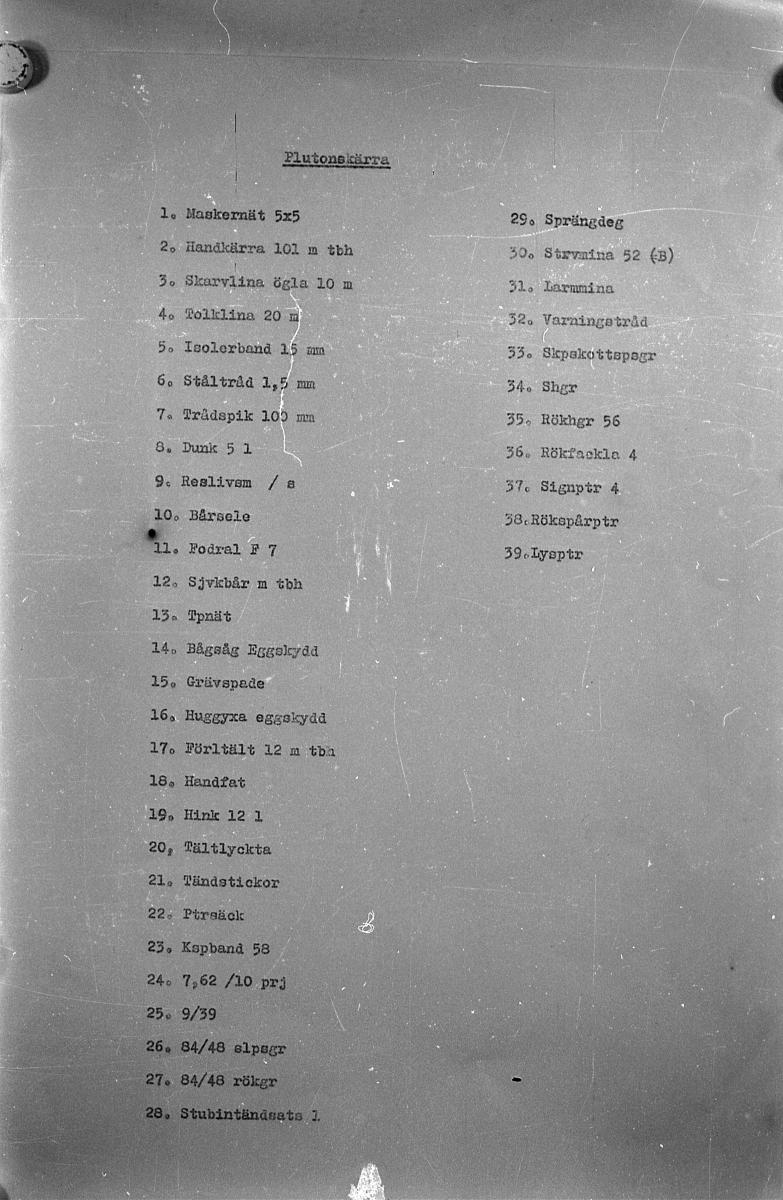 Plutonskärra
1. Maskernät 5x5
2. Handkärra 101 m tbh
3. Skarvlina ögla 10 m
4. Tolklina 20 m
5. Isolerband 15 mm
6. Ståltråd 1,5 mm
7. Trådspik 100 mm
8. Dunk 5 l
9. Reslivsm / s
10. Bårsele
11. Fodral F 7
12. Sjvkbår m tbh
13. Tpnät
14. Bågsåg Eggskydd
15. Grävspade
16. Huggyxa eggskydd
17. Förltält 12 m tbh
18. Handfat
19. Hink 12 l
20, Tältlyckta
21. Tändstickor
22. Ptrsäck
23. Kspband 58
24. 7,62 /10 prj
25. 9/39
26. 84/48 slpsgr
27. 84/48 rökgr
28. Stubintändsats l
29. Sprängdeg
30. Strvmina 52 (-B)
31. Larmmina
32. Varningstråd
33. Skpskottspsgr
34. Shgr
35. Rökhgr 56
36. Rökfackla 4
37. Signptr 4
38.Rökspårptr
39.Lysptr